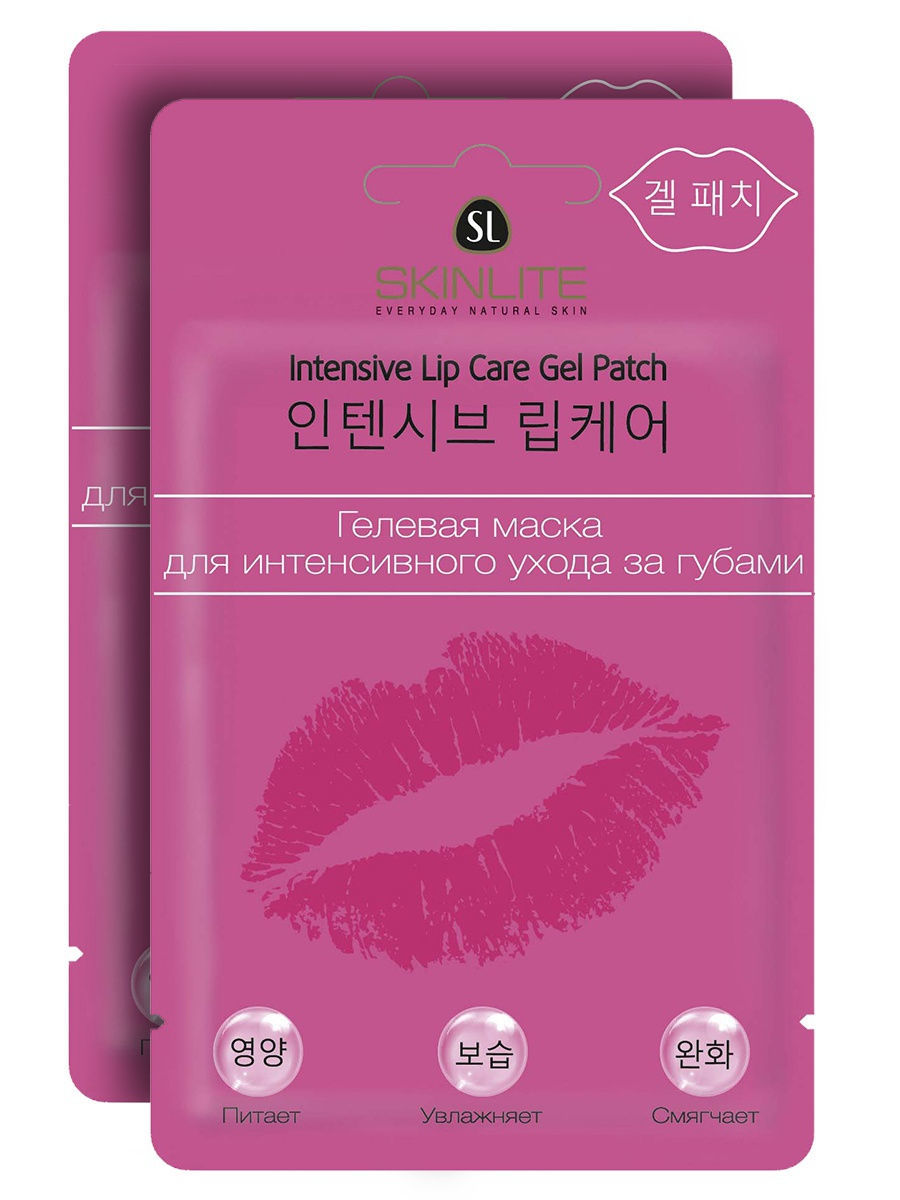 겔 패치
SL
SKINLITE
EVERYDAY NATURAL SKIN
Intensive Lip Care Gel Patch
인텐시브 립케어
Гелевая маска
для интенсивного ухода за губами
для
영양
보습
완화
Питает
Увлажняет
Смягчает